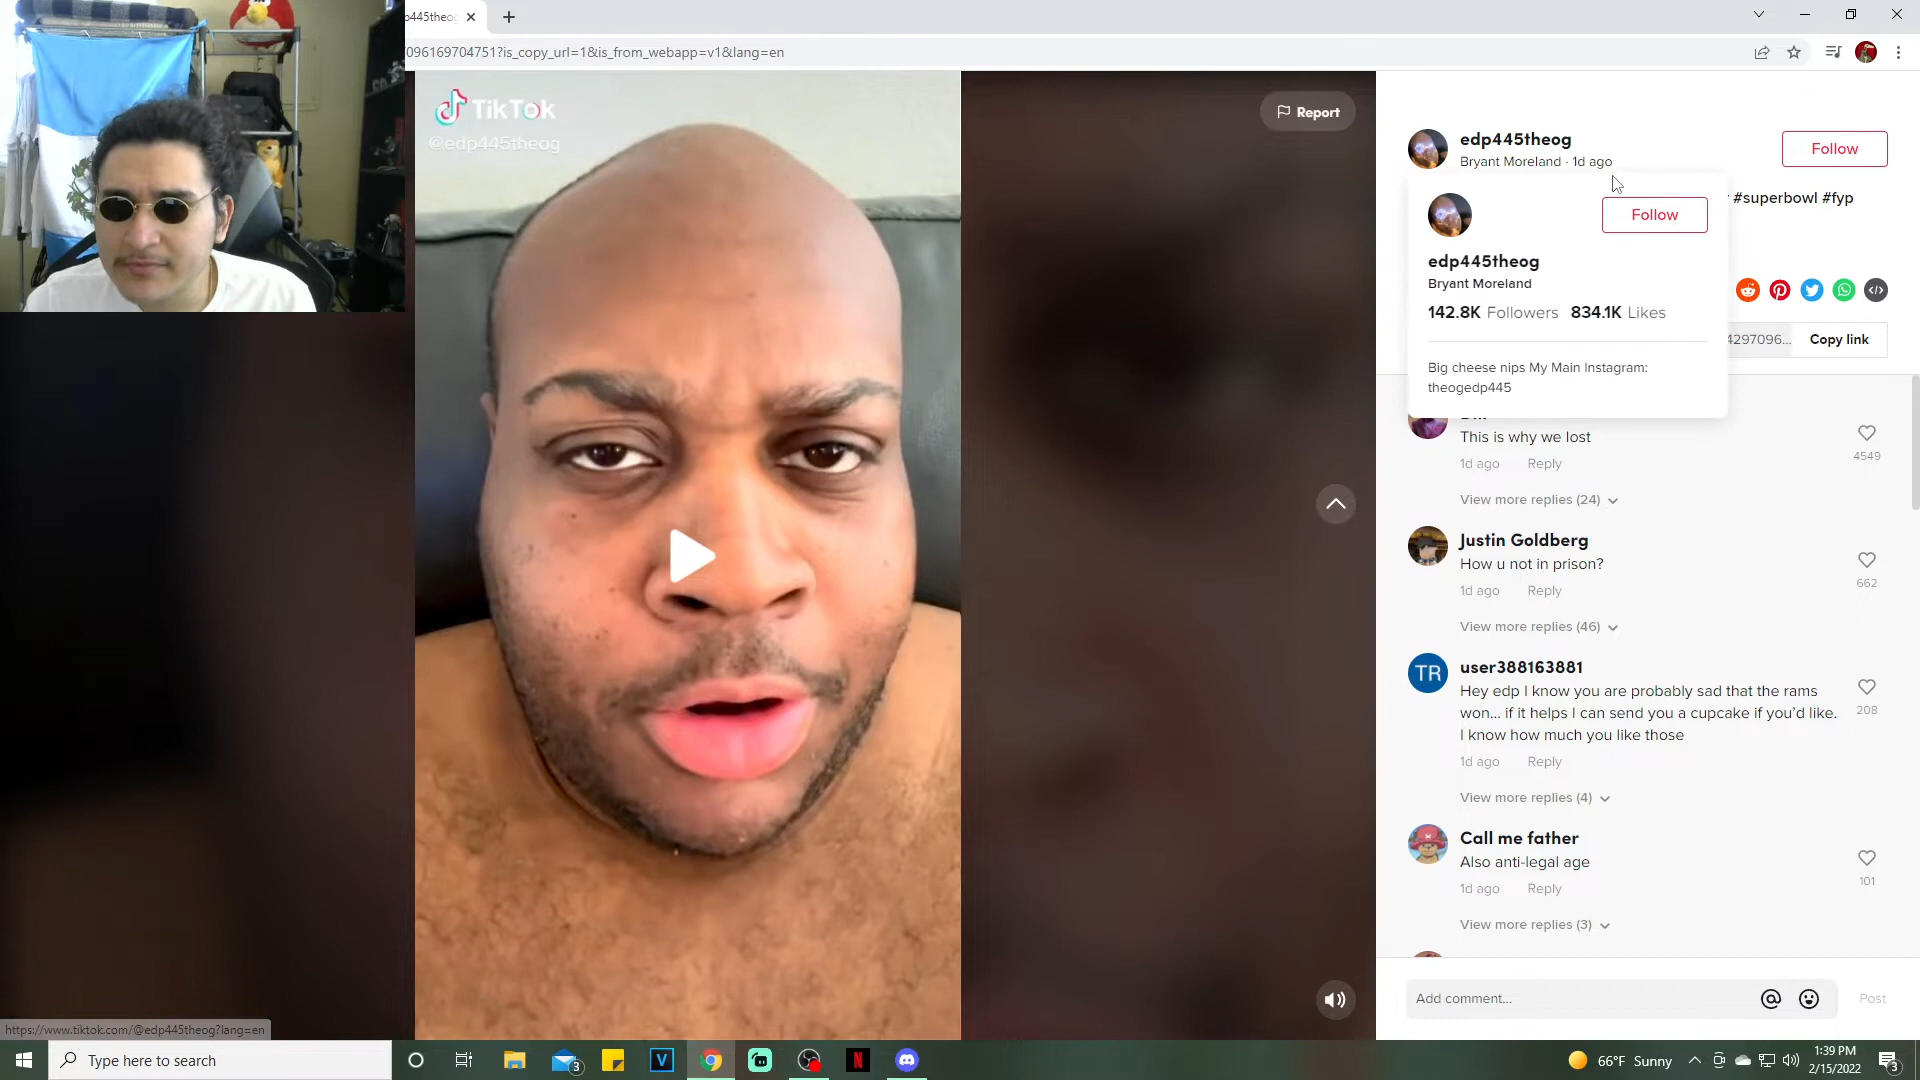 p445theo
096169704751?is_copy_url=1&is_from_webapp=v1&lang=en
TikTok
@edp445theog
Report
edp445theog
Bryant Moreland · 1d ago
Follow
#superbowl #fyp
Follow
edp445theog
Bryant Moreland
142.8K Followers 834.1K Likes
4297096...
Copy link
Big cheese nips My Main Instagram:
theogedp445
This is why we lost
4549
1d ago Reply
View more replies (24)
Justin Goldberg
How u not in prison?
662
1d ago Reply
View more replies (46)
TR
user388163881
Hey edp I know you are probably sad that the rams
won... if it helps I can send you a cupcake if you'd like.
I know how much you like those
208
1d ago Reply
View more replies (4)
Call me father
Also anti-legal age
101
1d ago Reply
View more replies (3)
Add comment...
Post
https://www.tiktok.com/@edp445theog?lang=en
Type here to search
3
V
N
66°F Sunny
1:39 PM
2/15/2022
3